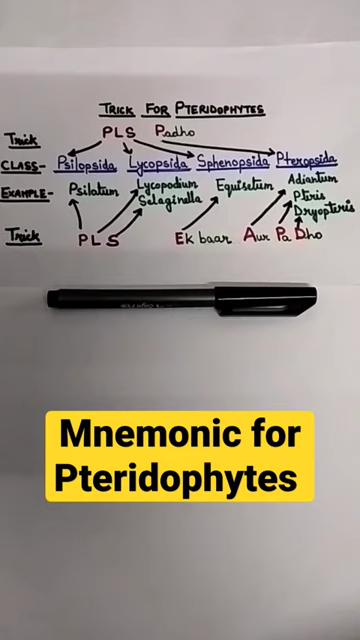 TRICK FOR PTERIDOPHYTES
Trick PLS Padho
CLASS- Psilopsida Lycopsida Sphenopsida Pteropsida
EXAMPLE- Psilatum Lycopodium Equisetum Adiantum
Selaginella Pteris
Dryopteris
Trick PLS Ek baar Aur Pa Dho
Mnemonic for
Pteridophytes